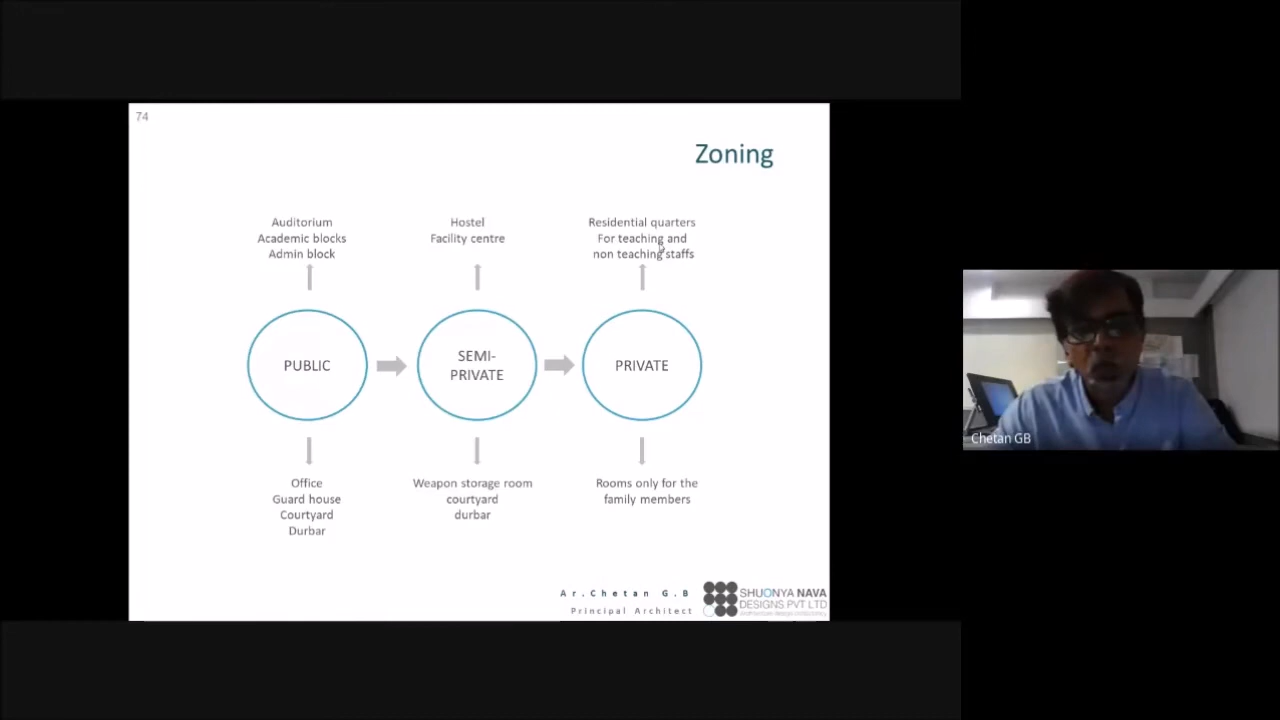 74
Zoning
Auditorium
Academic blocks
Admin block
Hostel
Facility centre
Residential quarters
For teaching and
non teaching staffs
PUBLIC
SEMI-
PRIVATE
PRIVATE
Office
Guard house
Courtyard
Durbar
Weapon storage room
courtyard
durbar
Rooms only for the
family members
Ar.Chetan G.B
Principal Architect
SHUONYA NAVA
DESIGNS PVT LTD
Chetan GB